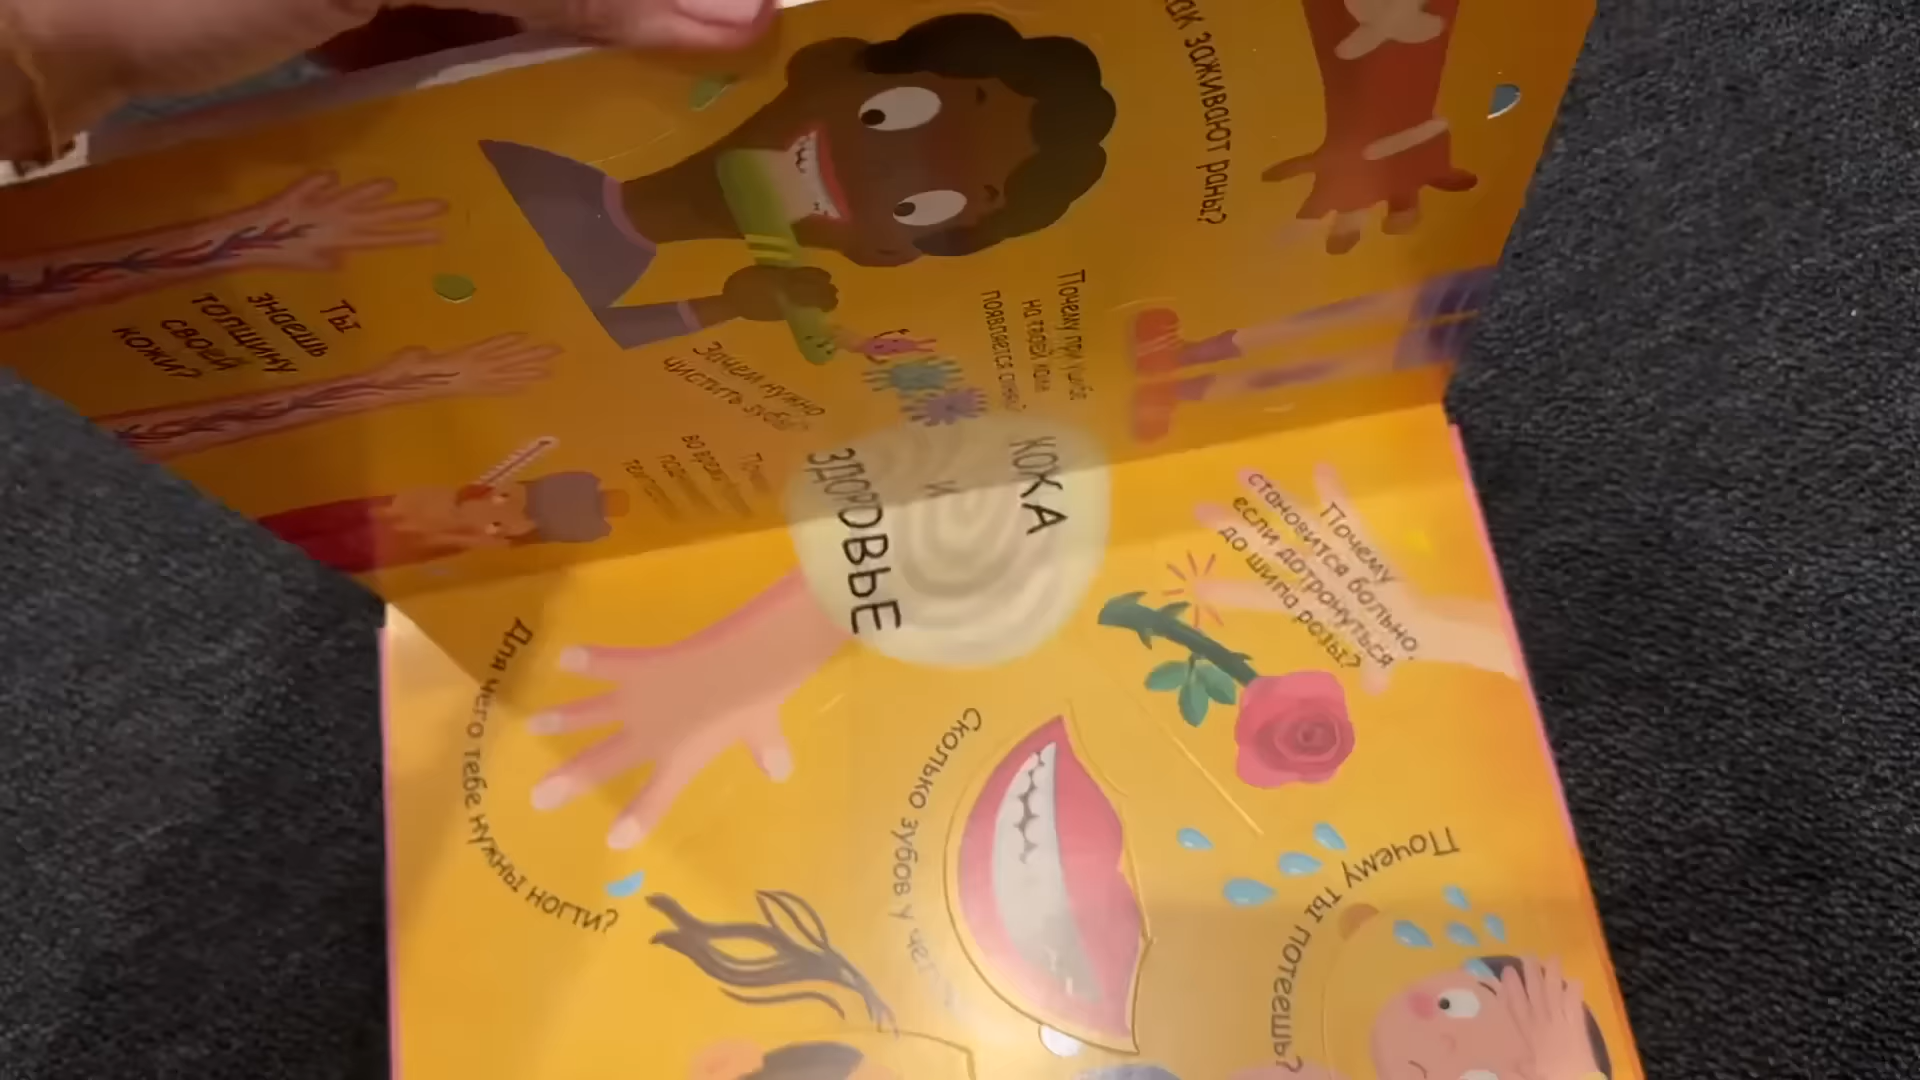 КОЖА
И
ЗДОРОВЬЕ
заживают раны?
Почему при ушибе
на твоей коже
появляется синяк?
Зачем нужно
чистить зубы?
Ты
знаешь
толщину
своей
кожи?
Почему
становится больно,
если дотронуться
до шипа розы?
Для чего тебе нужны ногти?
Сколько зубов у
Почему ты потеешь?